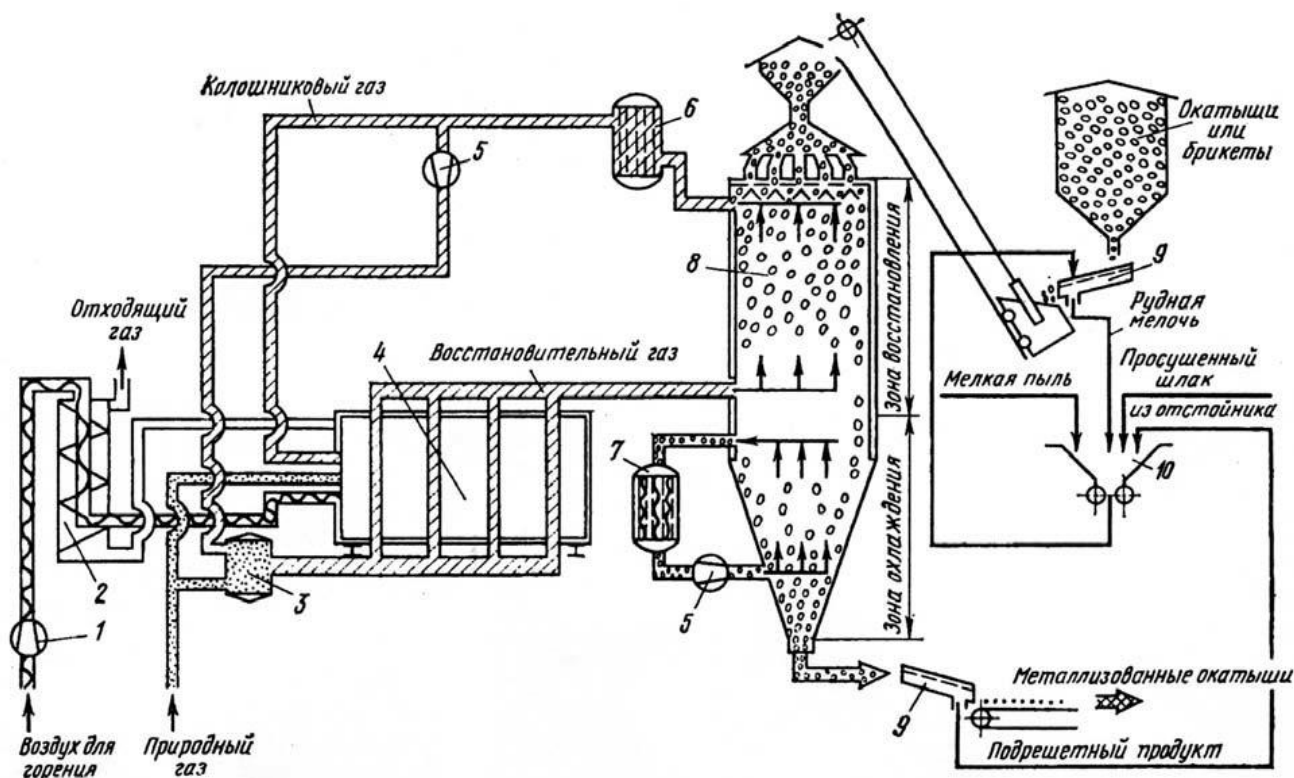 Колошниковый газ
6
5
Окатыши
или
брикеты
8
Зона восстановления
9
Рудная
мелочь
Отходящий
газ
4
Восстановительный газ
Мелкая пыль
Просушенный
шлак
из отстойника
10
7
2
3
1
5
Зона охлаждения
9
Металлизованные окатыши
Подрешетный продукт
Воздух для
горения
Природный
газ